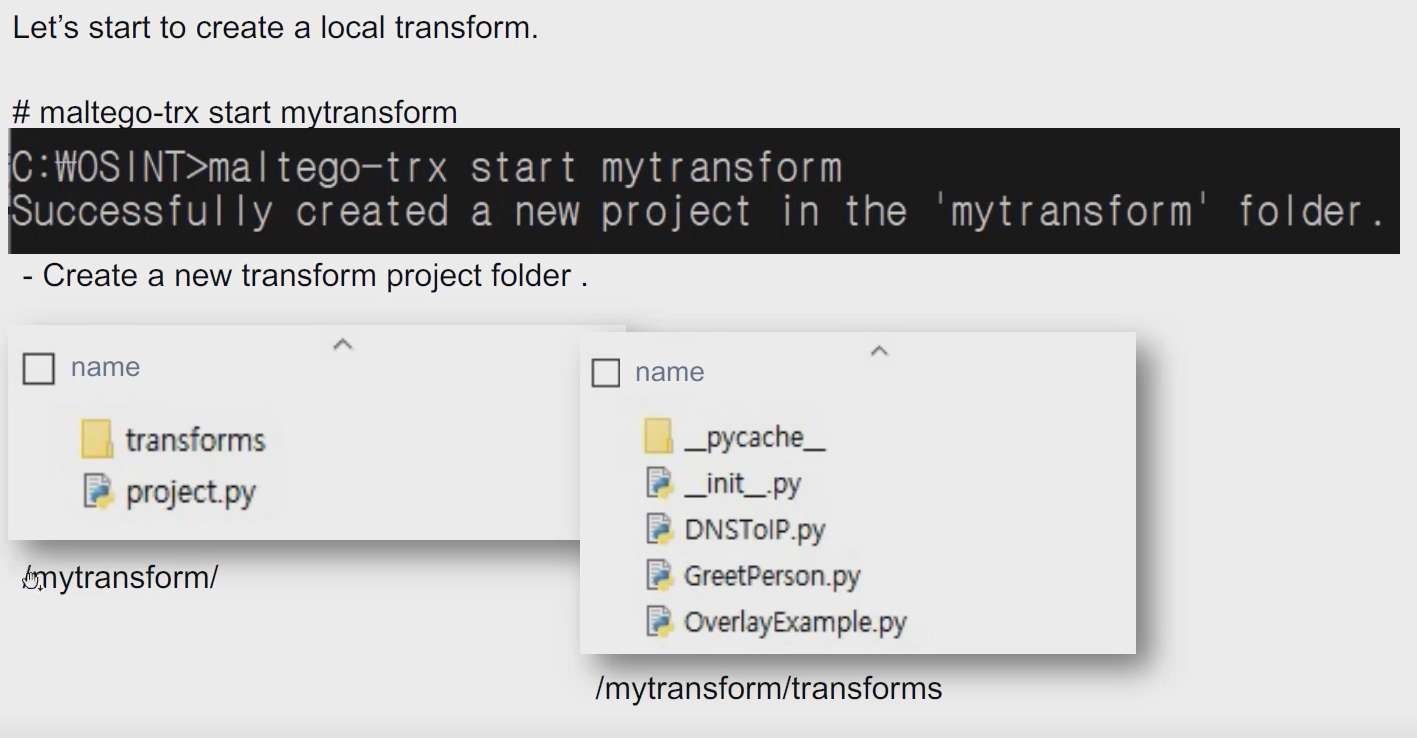 Let’s start to create a local transform.
# maltego-trx start mytransform
C:₩OSINT>maltego-trx start mytransform
Successfully created a new project in the 'mytransform' folder.
- Create a new transform project folder .
name
transforms
project.py
/mytransform/
name
__pycache__
__init__.py
DNSToIP.py
GreetPerson.py
OverlayExample.py
/mytransform/transforms